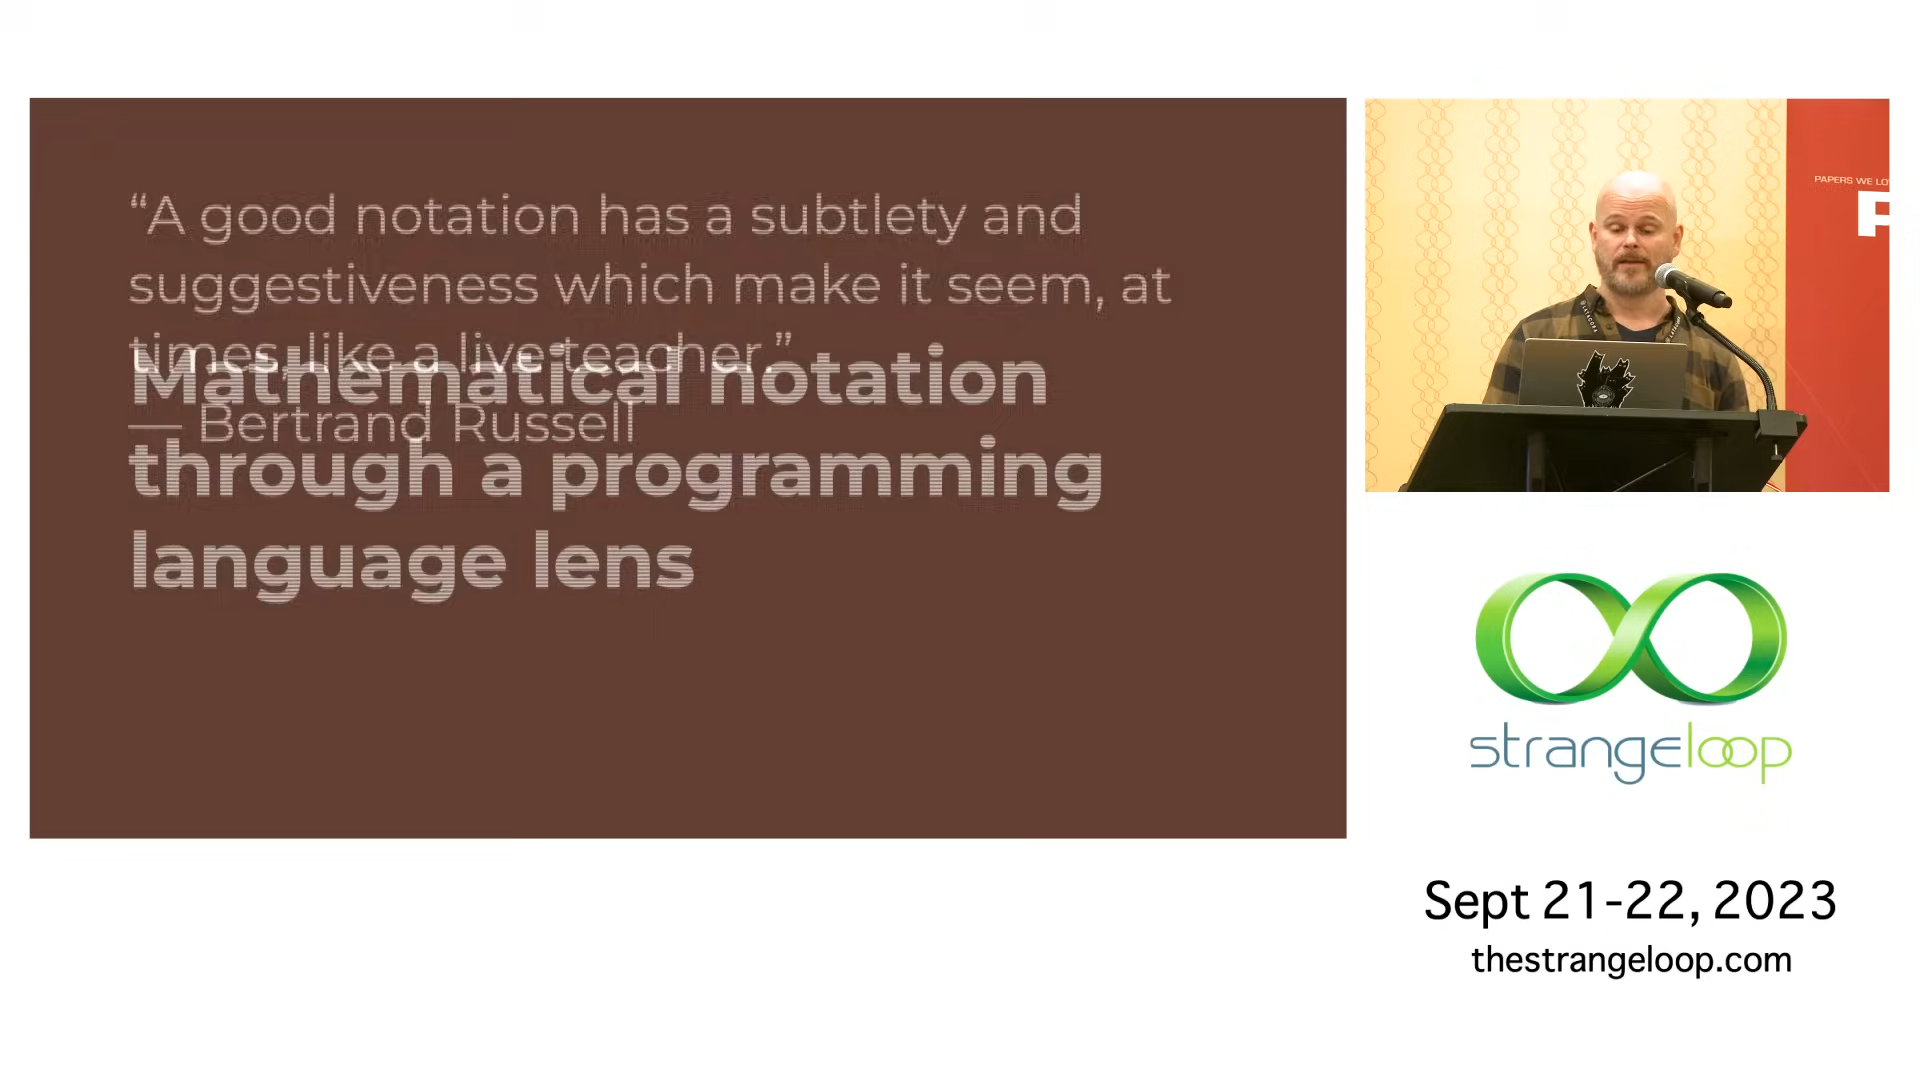 “A good notation has a subtlety and
suggestiveness which make it seem, at
times, like a live teacher.”
— Bertrand Russell
Mathematical notation
through a programming
language lens
PAPERS WE LO
strangeloop
Sept 21-22, 2023
thestrangeloop.com